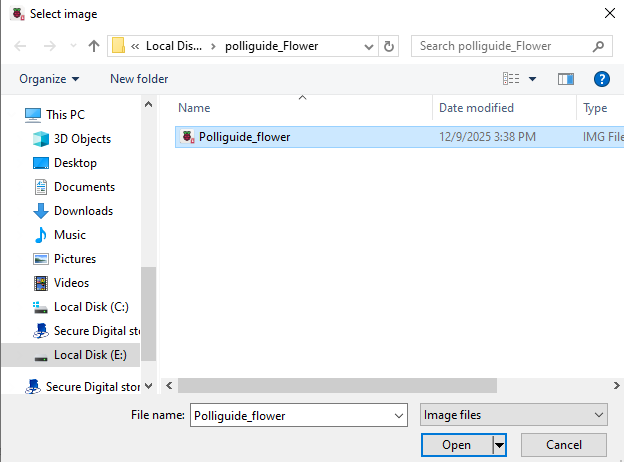 Select image
« Local Dis... › polliguide_Flower
Search polliguide_Flower
Organize
New folder
?
Name
Date modified
Type
Polliguide_flower
12/9/2025 3:38 PM
IMG File
This PC
3D Objects
Desktop
Documents
Downloads
Music
Pictures
Videos
Local Disk (C:)
Secure Digital sto
Local Disk (E:)
Secure Digital stor
File name:
Polliguide_flower
Image files
Open
Cancel